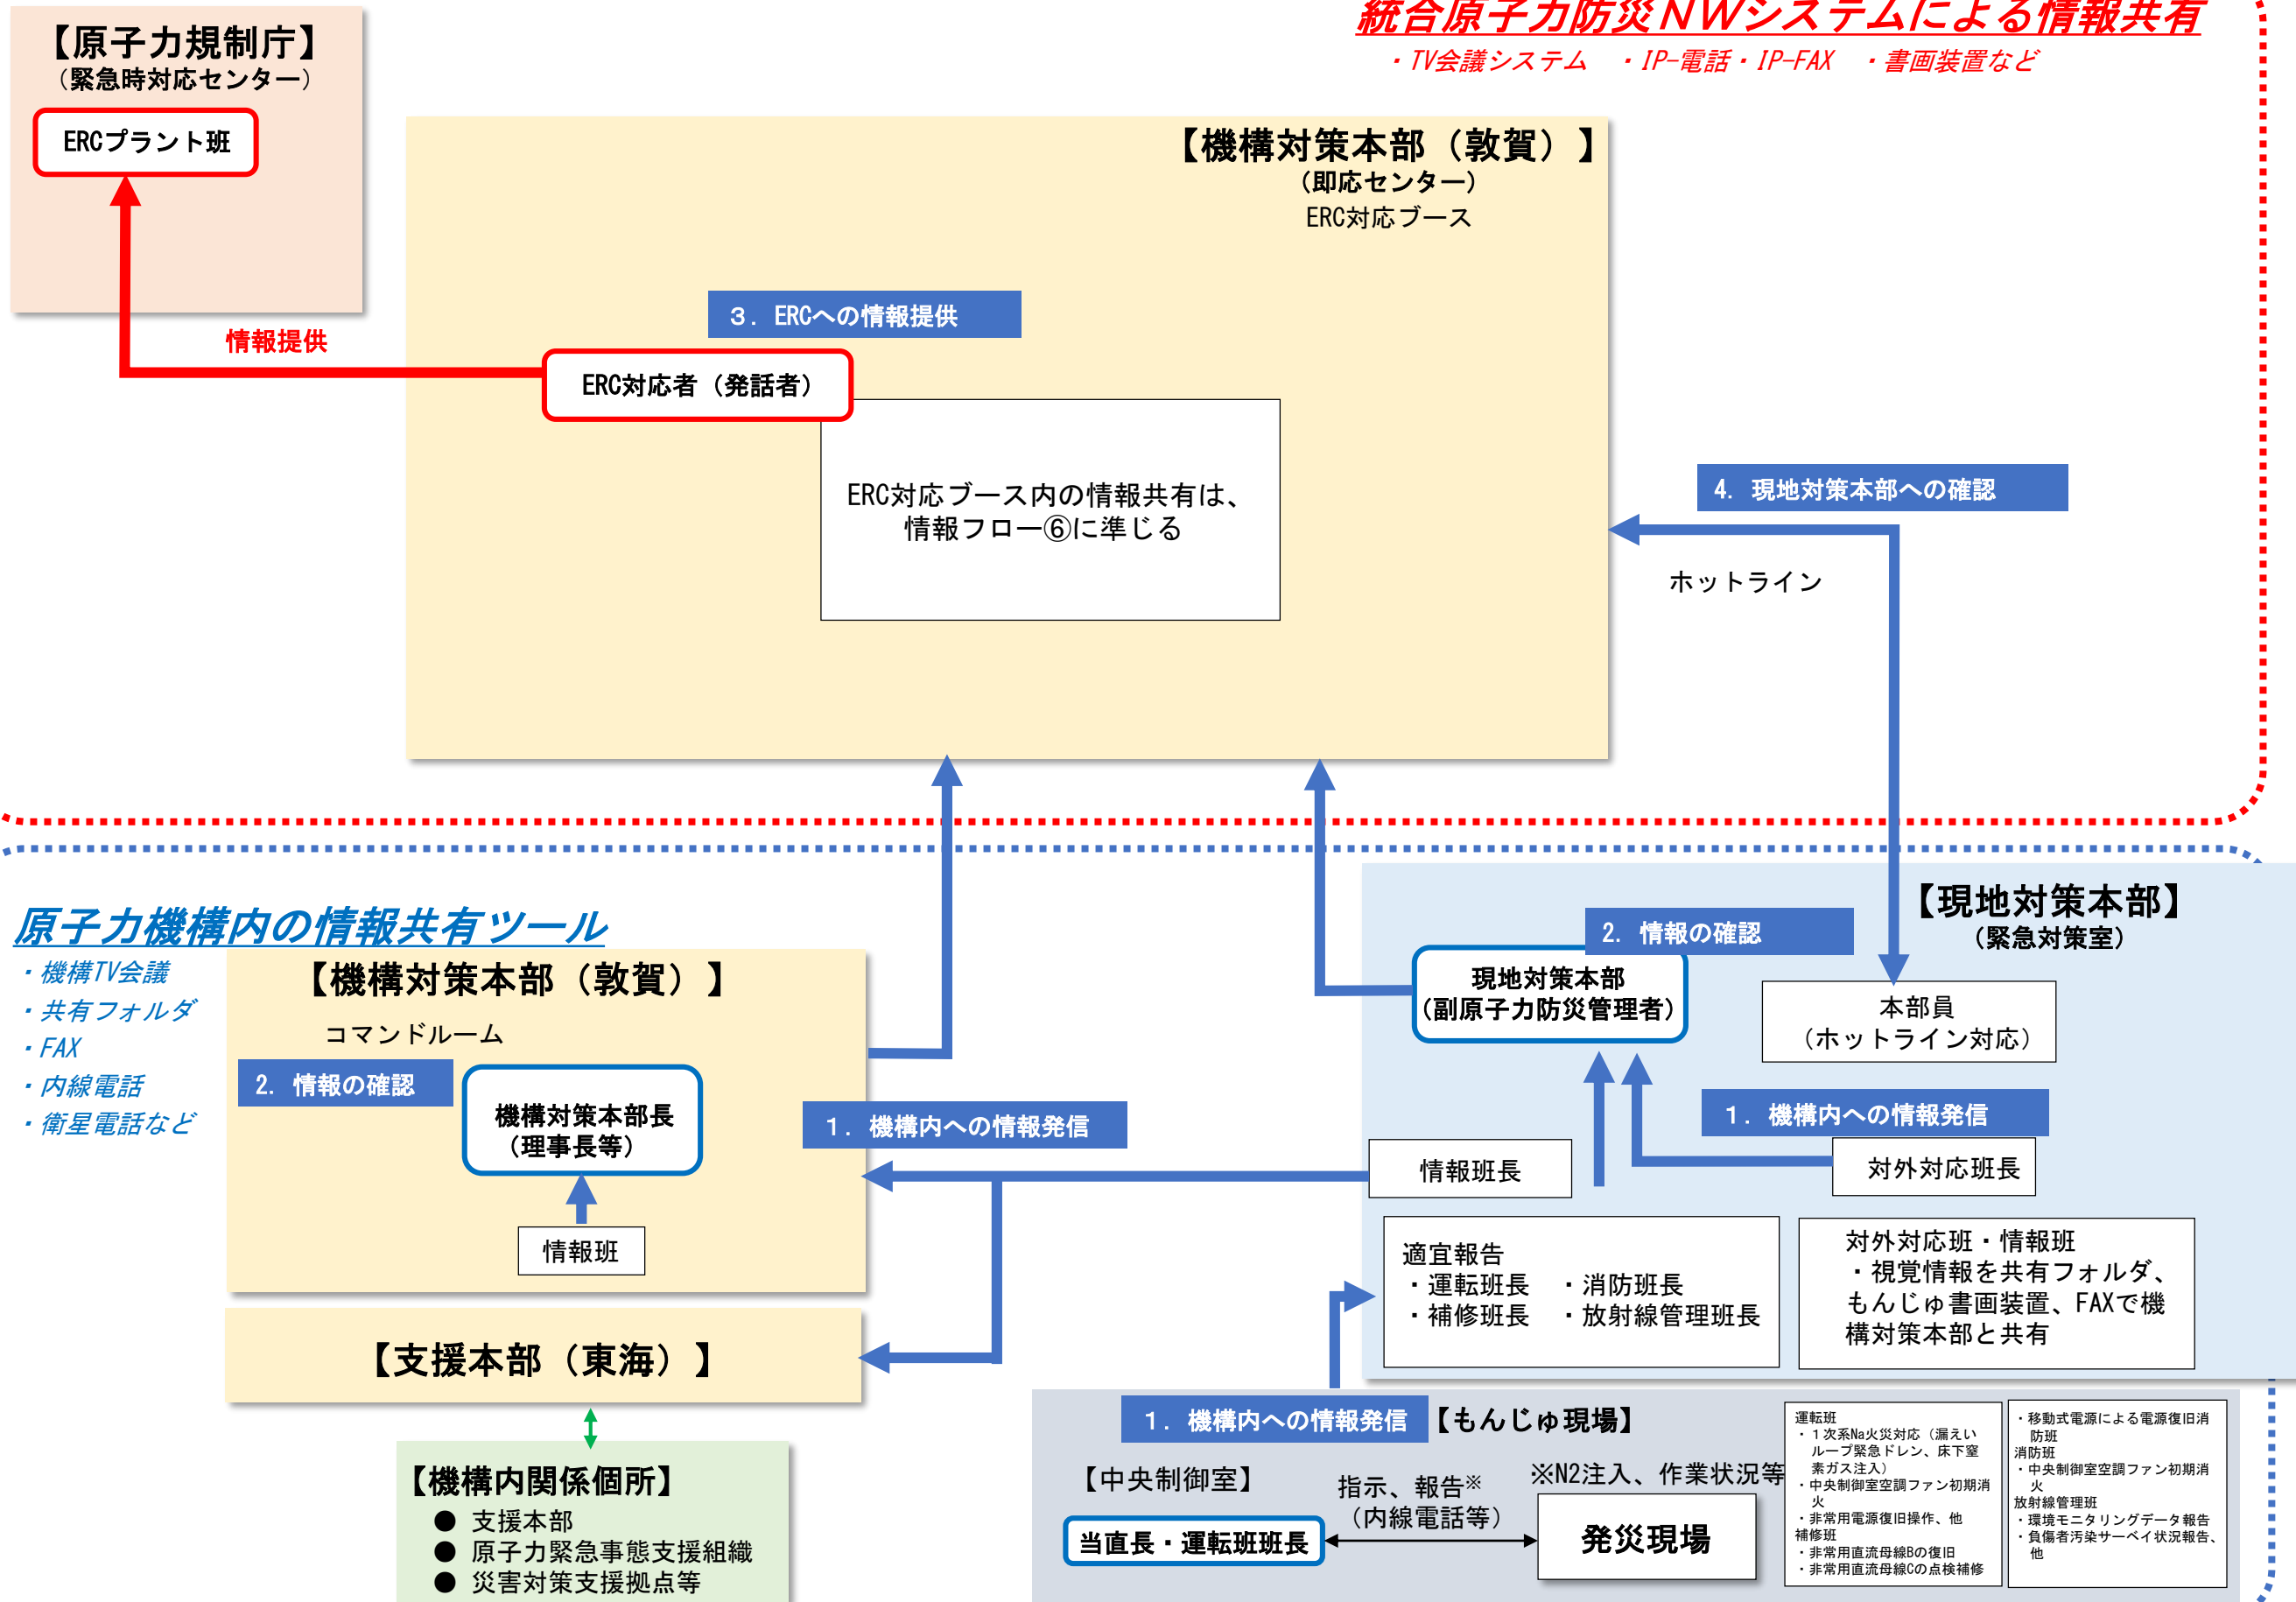 統合原子力防災ＮＷシステムによる情報共有
・TV会議システム　・IP-電話・IP-FAX　・書画装置など
【原子力規制庁】
（緊急時対応センター）
ERCプラント班
情報提供
【機構対策本部（敦賀）】
（即応センター）
ERC対応ブース
３．ERCへの情報提供
ERC対応者（発話者）
ERC対応ブース内の情報共有は、
情報フロー⑥に準じる
4．現地対策本部への確認
ホットライン
原子力機構内の情報共有ツール
・機構TV会議
・共有フォルダ
・FAX
・内線電話
・衛星電話など
【機構対策本部（敦賀）】
コマンドルーム
2．情報の確認
機構対策本部長
（理事長等）
情報班
１．機構内への情報発信
【支援本部（東海）】
【機構内関係個所】
● 支援本部
● 原子力緊急事態支援組織
● 災害対策支援拠点等
【現地対策本部】
（緊急対策室）
2．情報の確認
現地対策本部
（副原子力防災管理者）
本部員
（ホットライン対応）
１．機構内への情報発信
情報班長
対外対応班長
適宜報告
・運転班長　・消防班長
・補修班長　・放射線管理班長
対外対応班・情報班
・視覚情報を共有フォルダ、
もんじゅ書画装置、FAXで機
構対策本部と共有
１．機構内への情報発信
【もんじゅ現場】
【中央制御室】
当直長・運転班班長
指示、報告※
（内線電話等）
※N2注入、作業状況等
発災現場
運転班
・１次系Na火災対応（漏えい
ループ緊急ドレン、床下窒
素ガス注入）
・中央制御室空調ファン初期消
火
・非常用電源復旧操作、他
補修班
・非常用直流母線Bの復旧
・非常用直流母線Cの点検補修
・移動式電源による電源復旧消
防班
消防班
・中央制御室空調ファン初期消
火
放射線管理班
・環境モニタリングデータ報告
・負傷者汚染サーベイ状況報告、
他